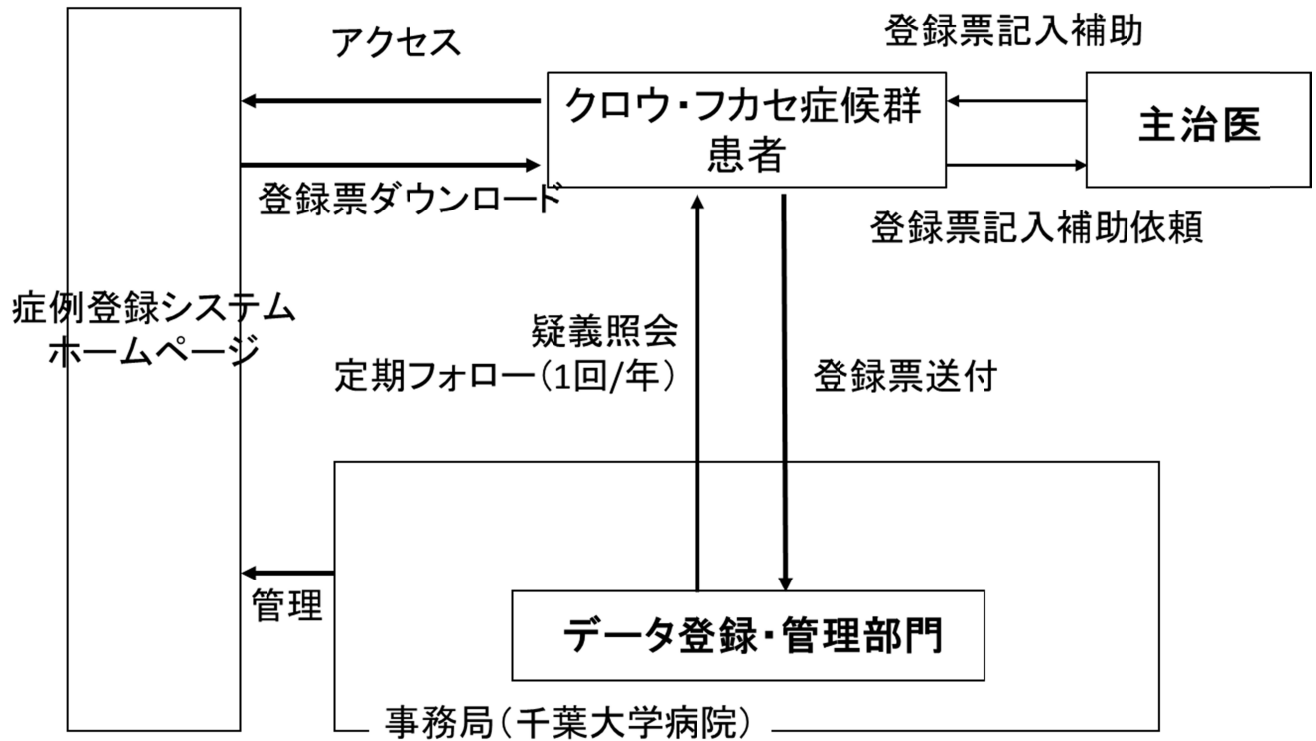 アクセス
登録票記入補助
クロウ・フカセ症候群
患者
主治医
登録票ダウンロード
登録票記入補助依頼
症例登録システム
ホームページ
疑義照会
定期フォロー(1回/年)
登録票送付
管理
データ登録・管理部門
事務局(千葉大学病院)